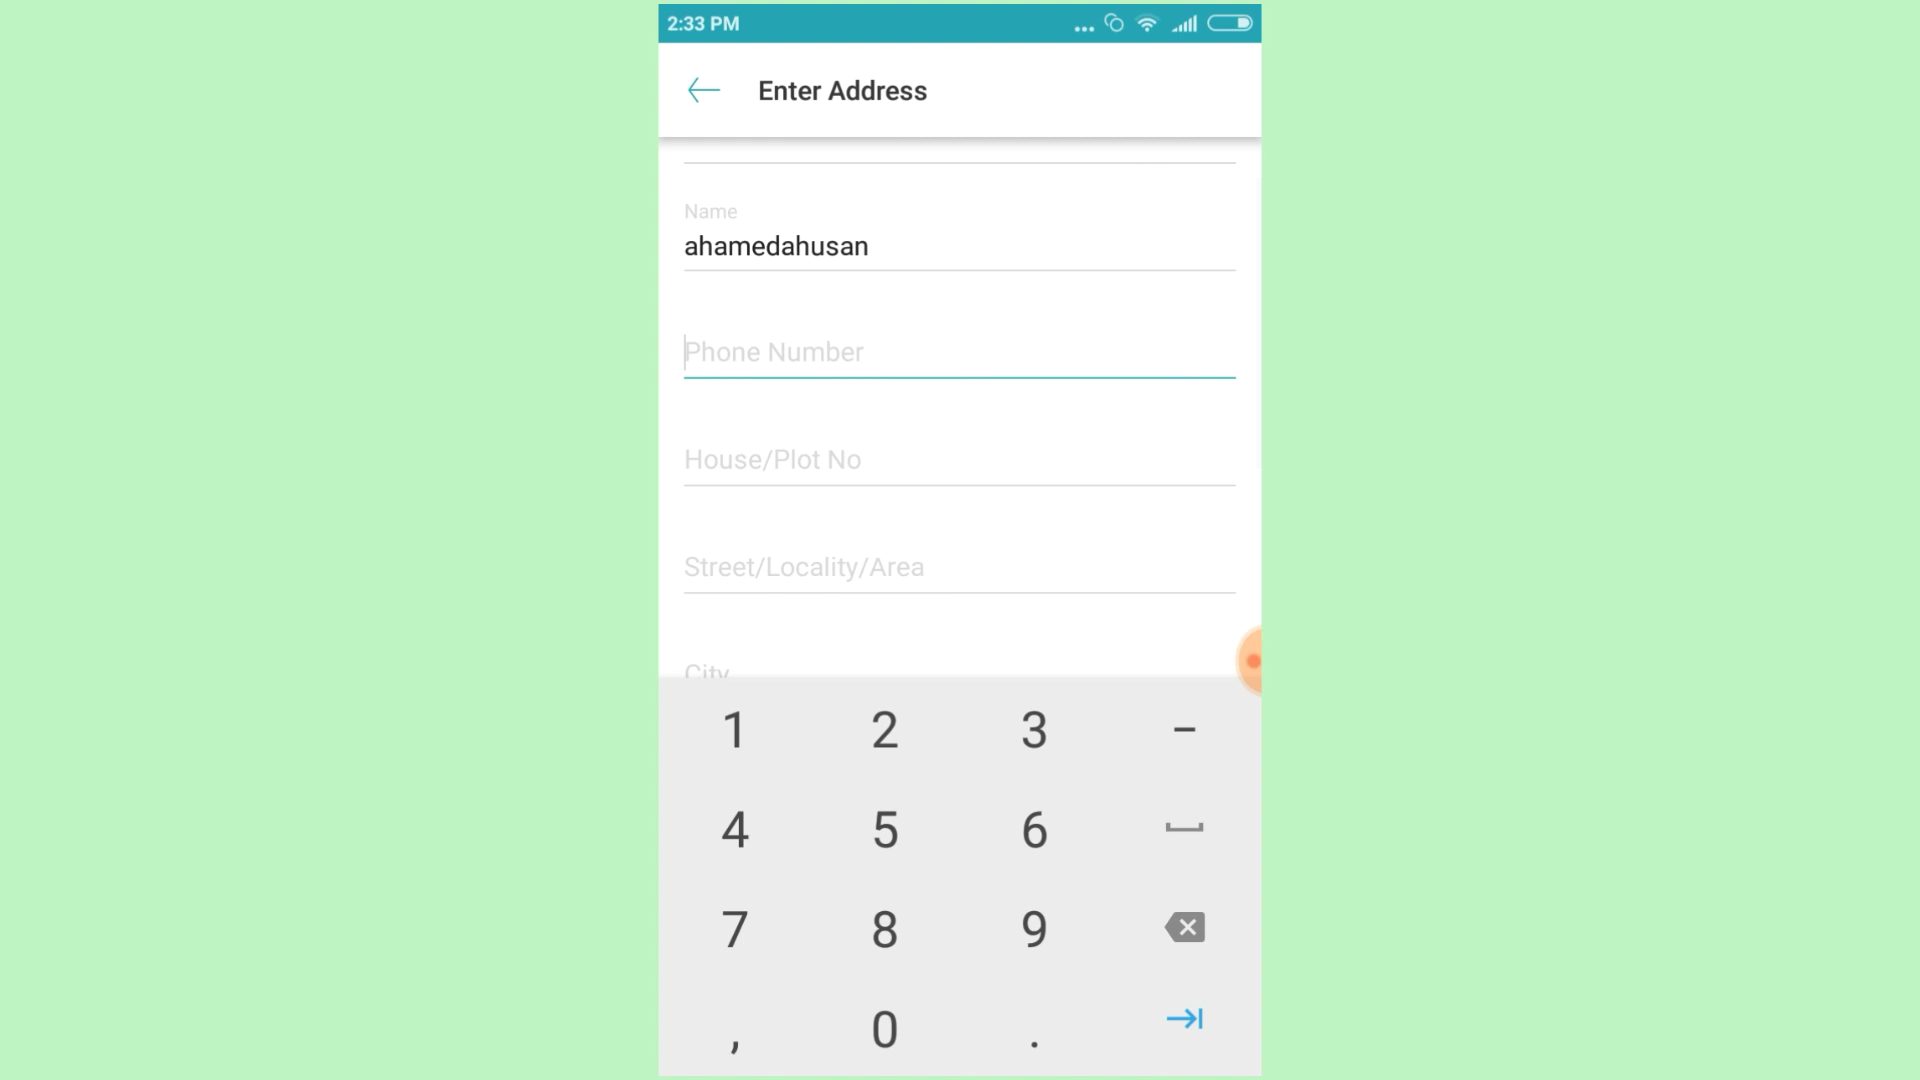 2:33 PM
Enter Address
Name
ahamedahusan
Phone Number
House/Plot No
Street/Locality/Area
City
1 2 3 -
4 5 6
7 8 9
, 0 .